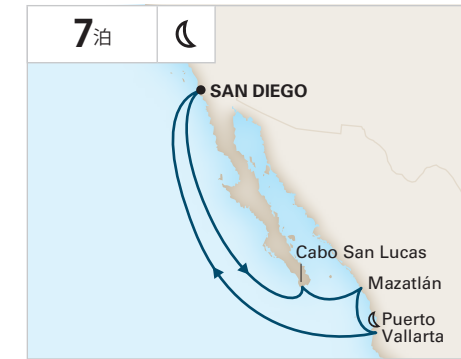 7泊
SAN DIEGO
Cabo San Lucas
Mazatlán
Puerto
Vallarta